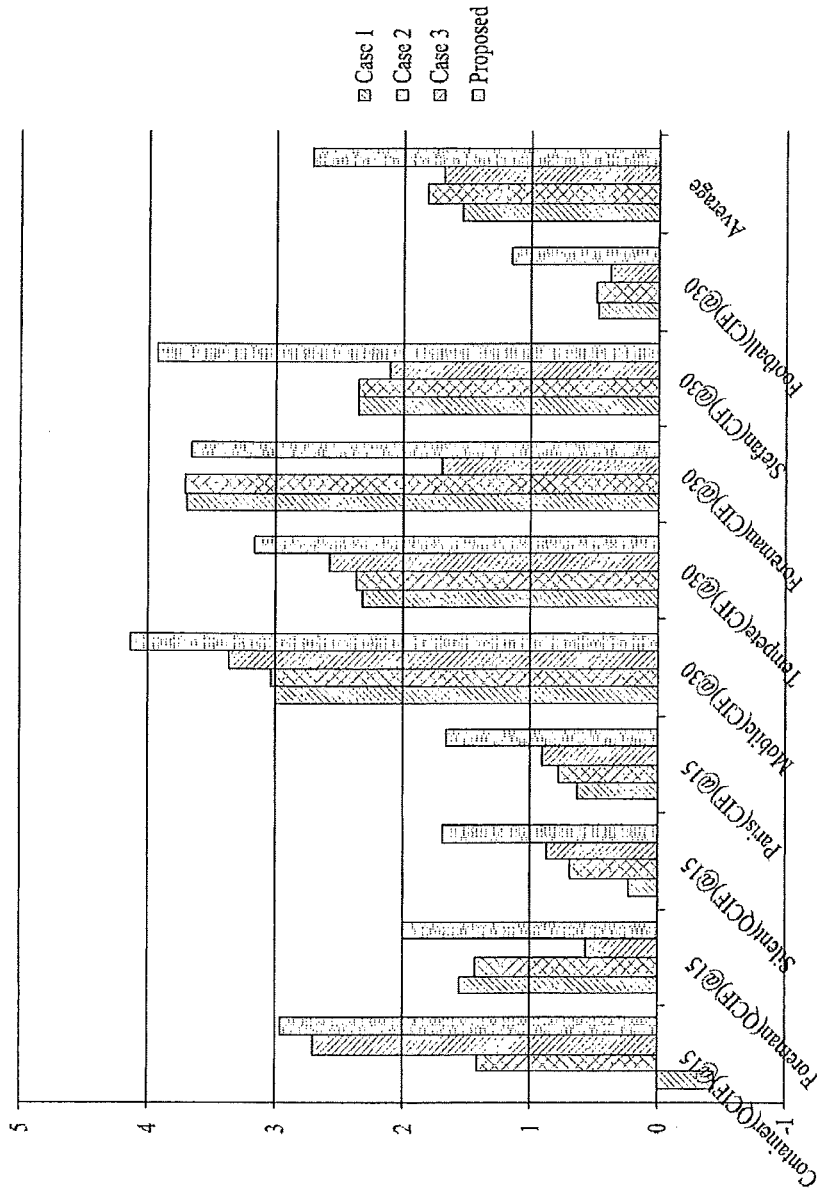 5
4
3
2
1
0
-1
Container(QCIF)@15
Foreman(QCIF)@15
Silent(QCIF)@15
Paris(CIF)@15
Mobile(CIF)@30
Tempete(CIF)@30
Foreman(CIF)@30
Stefan(CIF)@30
Football(CIF)@30
Average
Case 1
Case 2
Case 3
Proposed